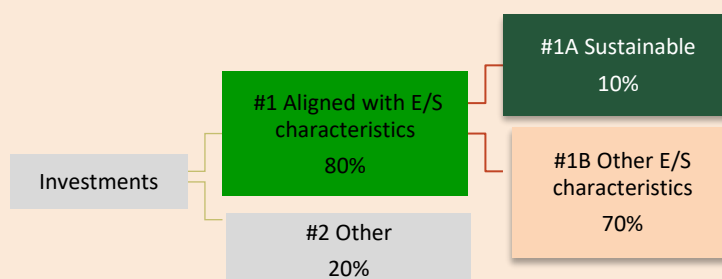 Investments
#1 Aligned with E/S
characteristics
80%
#2 Other
20%
#1A Sustainable
10%
#1B Other E/S
characteristics
70%